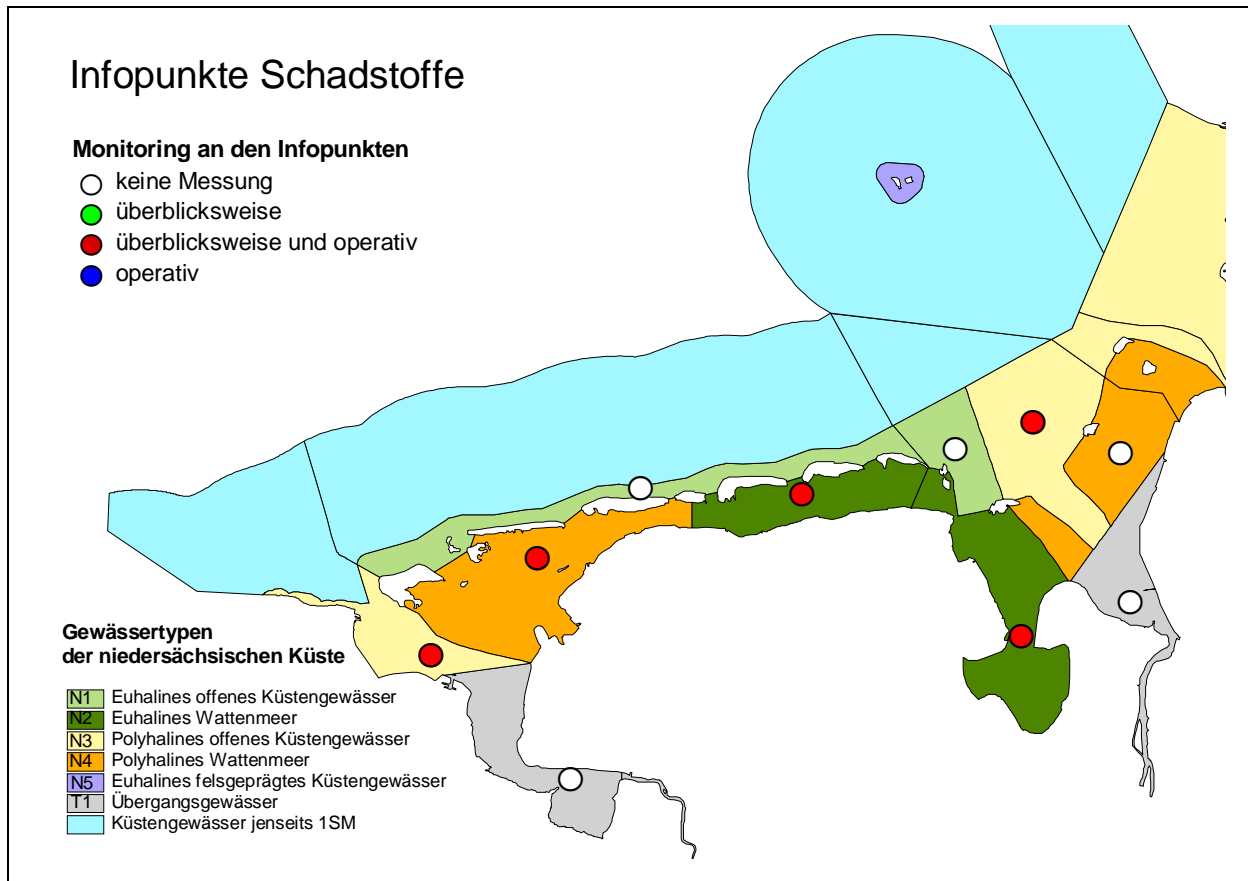 Infopunkte Schadstoffe
Monitoring an den Infopunkten
keine Messung
überblicksweise
überblicksweise und operativ
operativ
Gewässertypen
der niedersächsischen Küste
N1 Euhalines offenes Küstengewässer
N2 Euhalines Wattenmeer
N3 Polyhalines offenes Küstengewässer
N4 Polyhalines Wattenmeer
N5 Euhalines felsgeprägtes Küstengewässer
T1 Übergangsgewässer
Küstengewässer jenseits 1SM